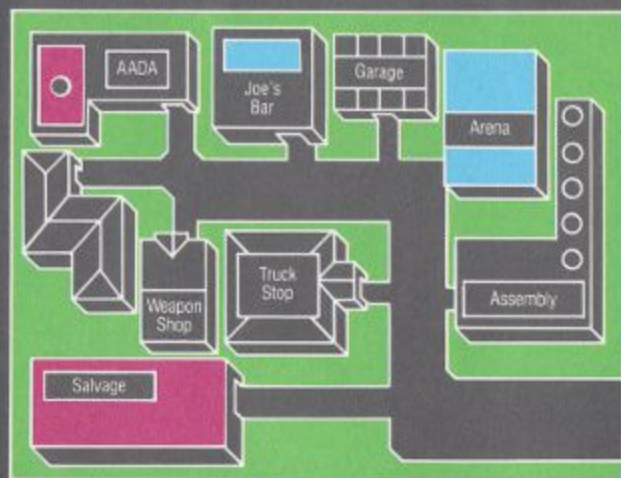 AADA
Joe's
Bar
Garage
Arena
Truck
Stop
Weapon
Shop
Assembly
Salvage